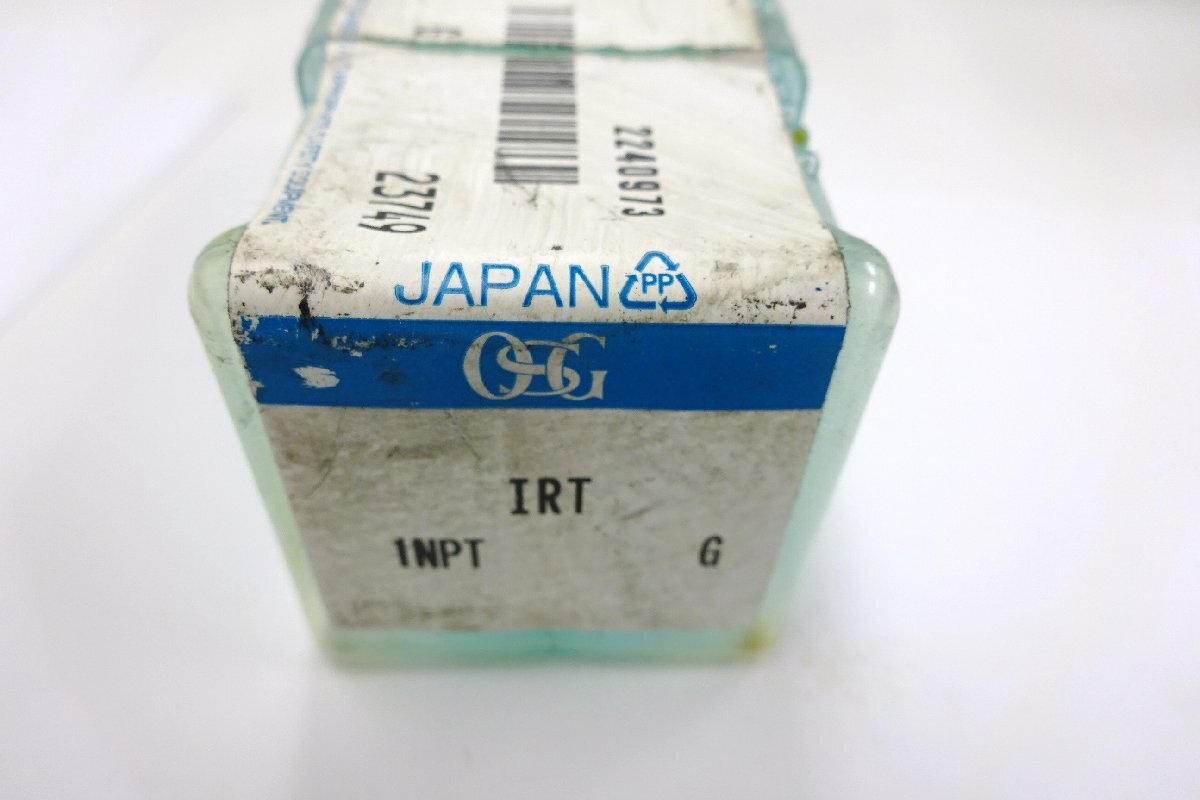 2240973
23749
JAPAN PP
OSG
IRT
1NPT G